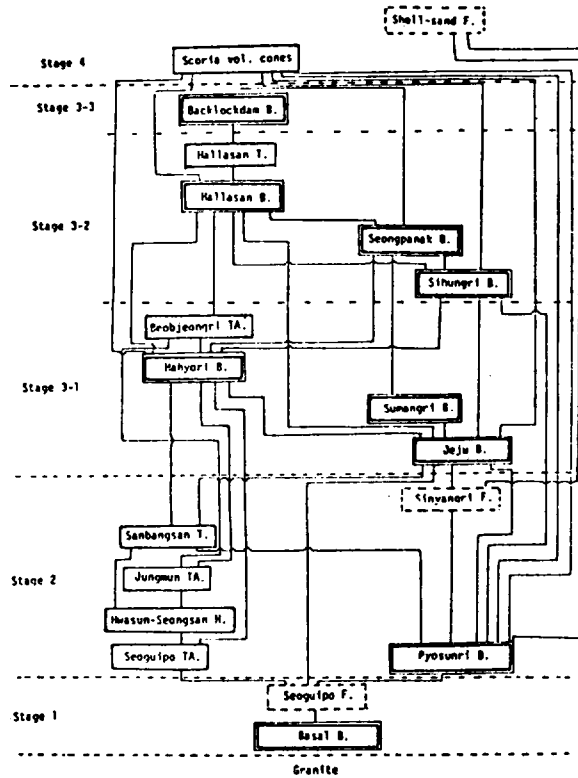 Shell-sand F.
Stage 4
Scoria vol. cones
Stage 3-3
Backlockdam B.
Hallasan T.
Hallasan B.
Stage 3-2
Seongpanak B.
Sihungri B.
Beobjeongri TA.
Hahyori B.
Stage 3-1
Sumangri B.
Jeju B.
Sinyangri F.
Sanbangsan T.
Stage 2
Jungmun TA.
Hwasun-Seongsan H.
Seoguipo TA.
Pyosunri B.
Seoguipo F.
Stage 1
Basal B.
Granite